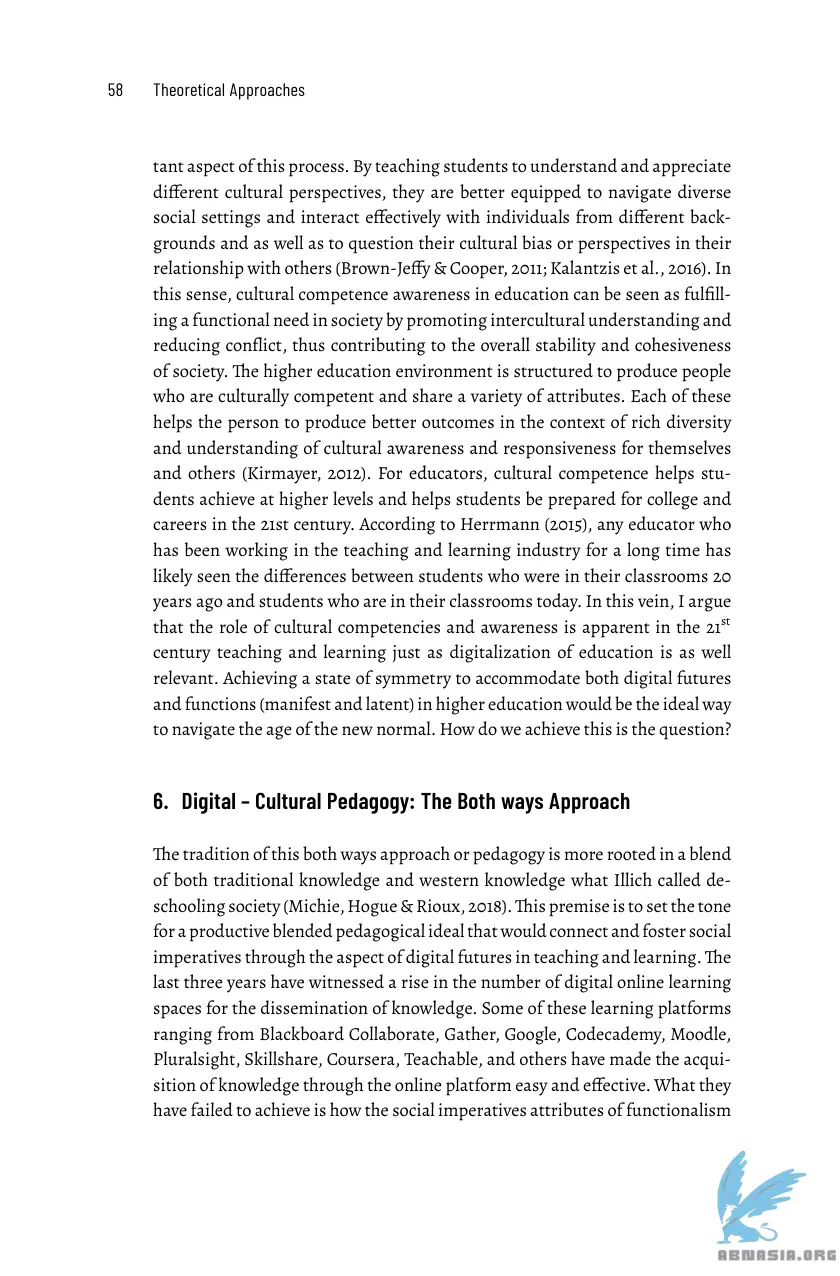 58 Theoretical Approaches
tant aspect of this process. By teaching students to understand and appreciate
different cultural perspectives, they are better equipped to navigate diverse
social settings and interact effectively with individuals from different back-
grounds and as well as to question their cultural bias or perspectives in their
relationship with others (Brown-Jeffy & Cooper, 2011; Kalantzis et al., 2016). In
this sense, cultural competence awareness in education can be seen as fulfill-
ing a functional need in society by promoting intercultural understanding and
reducing conflict, thus contributing to the overall stability and cohesiveness
of society. The higher education environment is structured to produce people
who are culturally competent and share a variety of attributes. Each of these
helps the person to produce better outcomes in the context of rich diversity
and understanding of cultural awareness and responsiveness for themselves
and others (Kirmayer, 2012). For educators, cultural competence helps stu-
dents achieve at higher levels and helps students be prepared for college and
careers in the 21st century. According to Herrmann (2015), any educator who
has been working in the teaching and learning industry for a long time has
likely seen the differences between students who were in their classrooms 20
years ago and students who are in their classrooms today. In this vein, I argue
that the role of cultural competencies and awareness is apparent in the 21st
century teaching and learning just as digitalization of education is as well
relevant. Achieving a state of symmetry to accommodate both digital futures
and functions (manifest and latent) in higher education would be the ideal way
to navigate the age of the new normal. How do we achieve this is the question?
6. Digital – Cultural Pedagogy: The Both ways Approach
The tradition of this both ways approach or pedagogy is more rooted in a blend
of both traditional knowledge and western knowledge what Illich called de-
schooling society (Michie, Hogue & Rioux, 2018). This premise is to set the tone
for a productive blended pedagogical ideal that would connect and foster social
imperatives through the aspect of digital futures in teaching and learning. The
last three years have witnessed a rise in the number of digital online learning
spaces for the dissemination of knowledge. Some of these learning platforms
ranging from Blackboard Collaborate, Gather, Google, Codecademy, Moodle,
Pluralsight, Skillshare, Coursera, Teachable, and others have made the acqui-
sition of knowledge through the online platform easy and effective. What they
have failed to achieve is how the social imperatives attributes of functionalism
ABNASIA.ORG